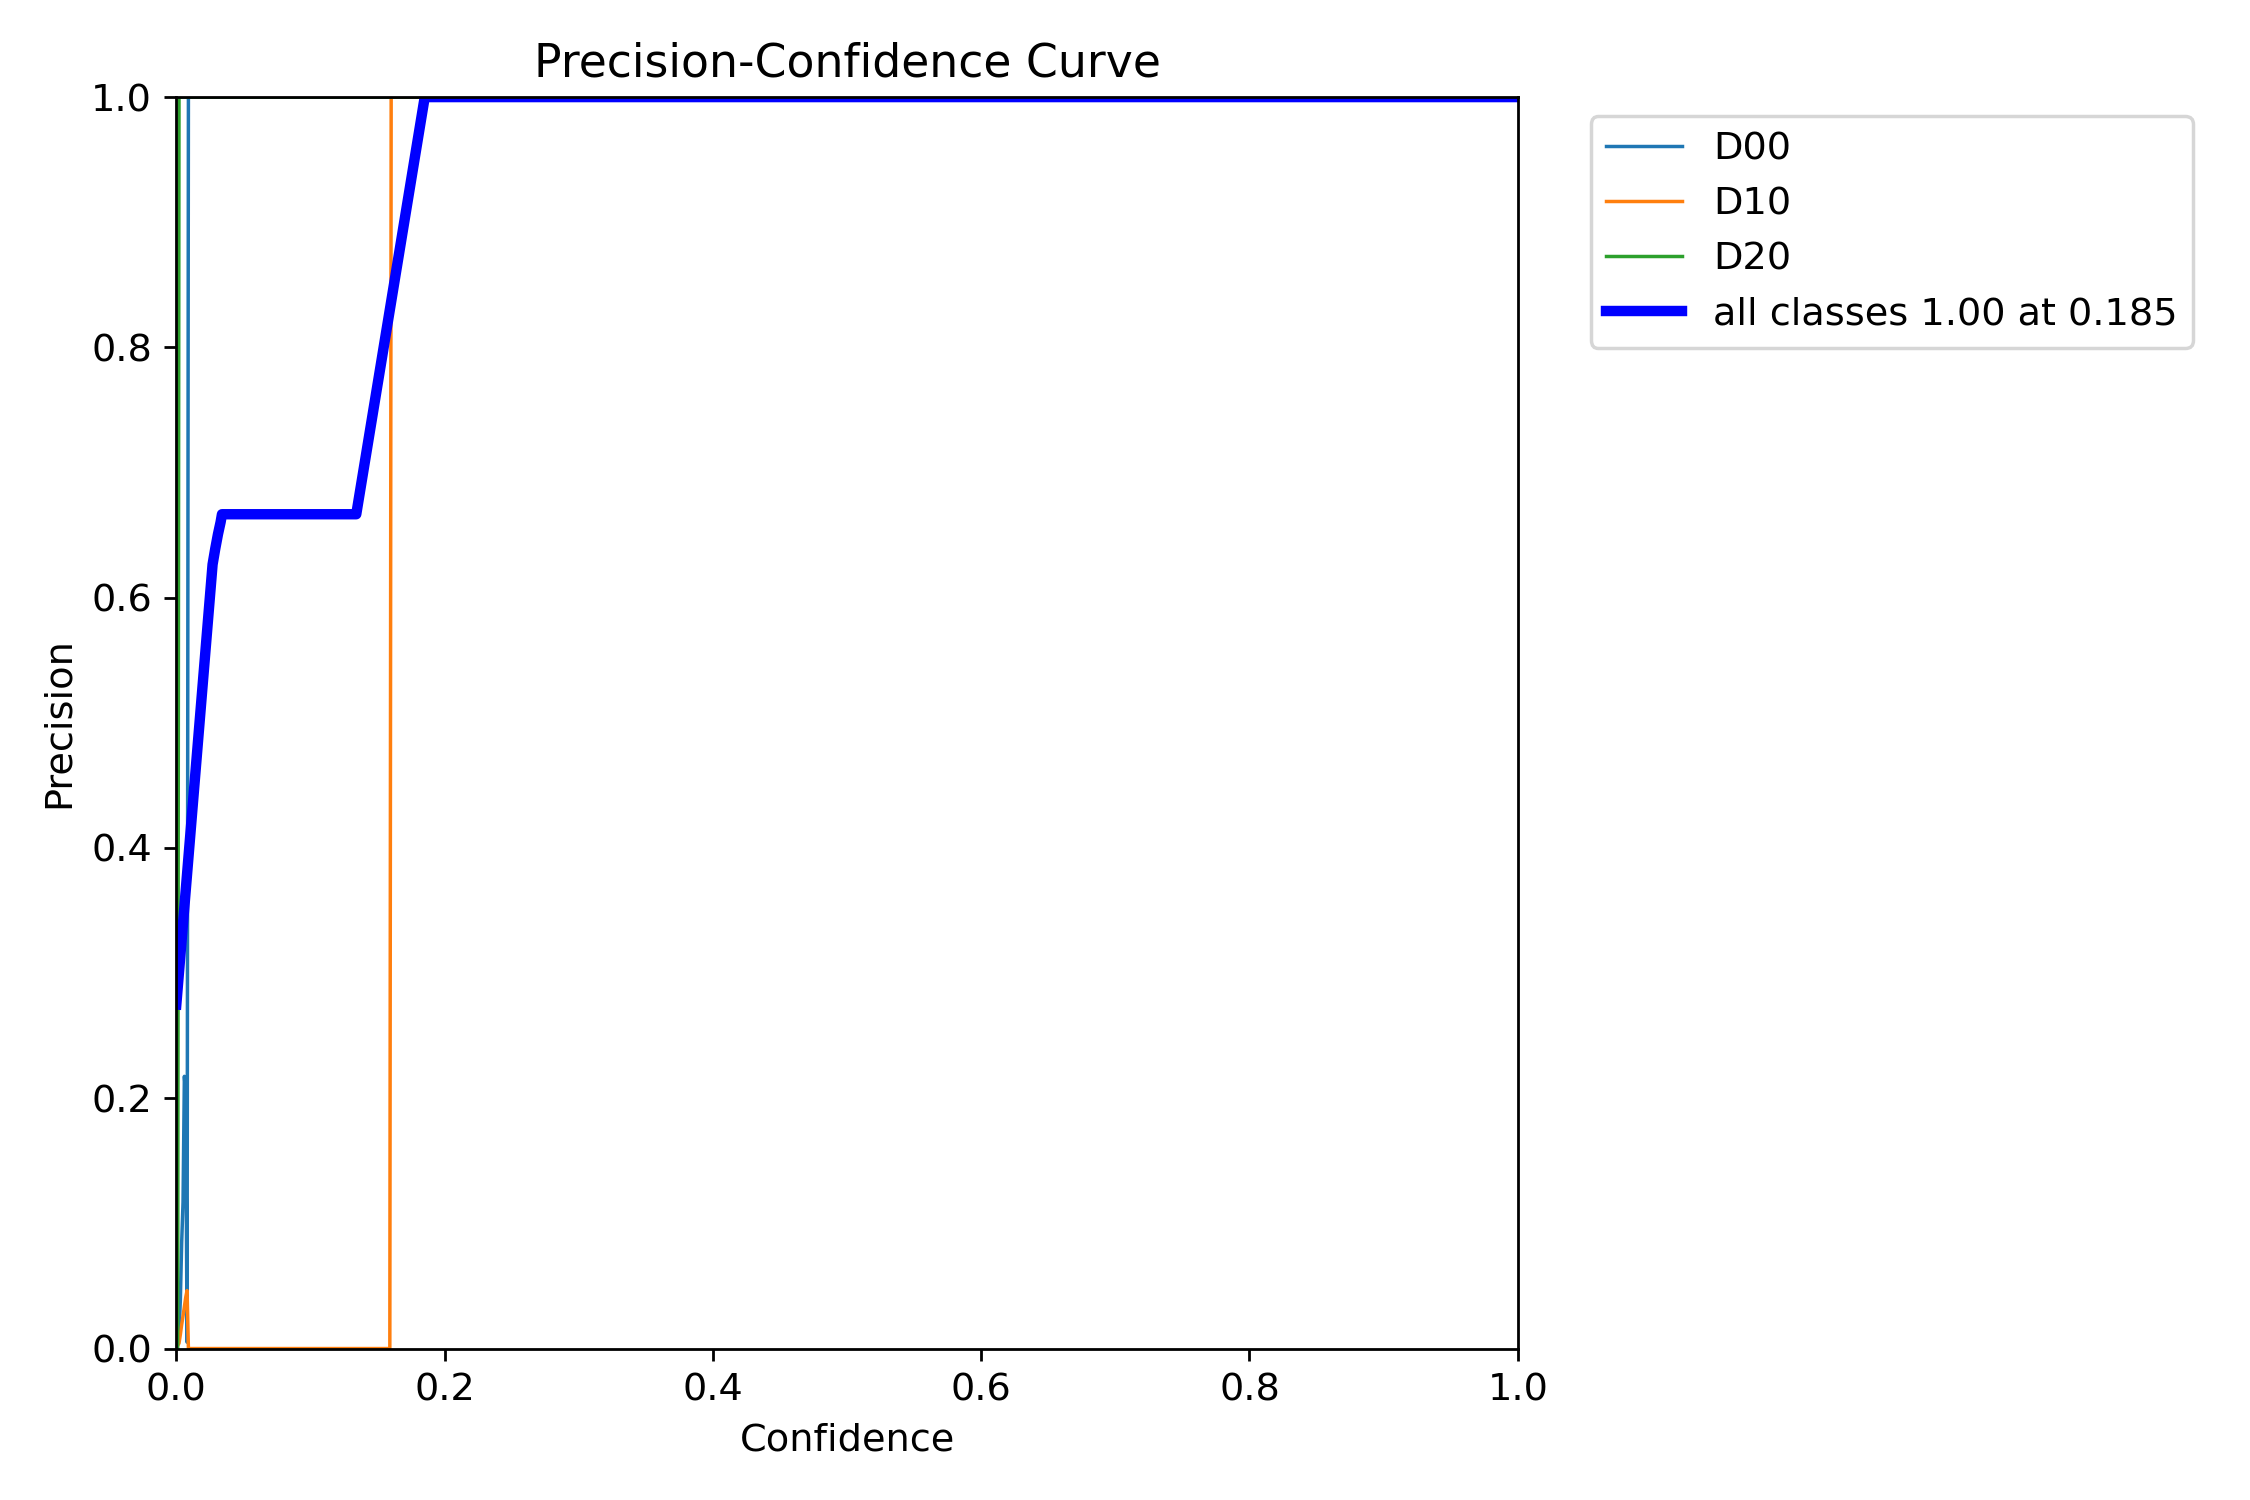 Precision-Confidence Curve
1.0
0.8
0.6
0.4
0.2
0.0
Precision
0.0 0.2 0.4 0.6 0.8 1.0
Confidence
D00
D10
D20
all classes 1.00 at 0.185